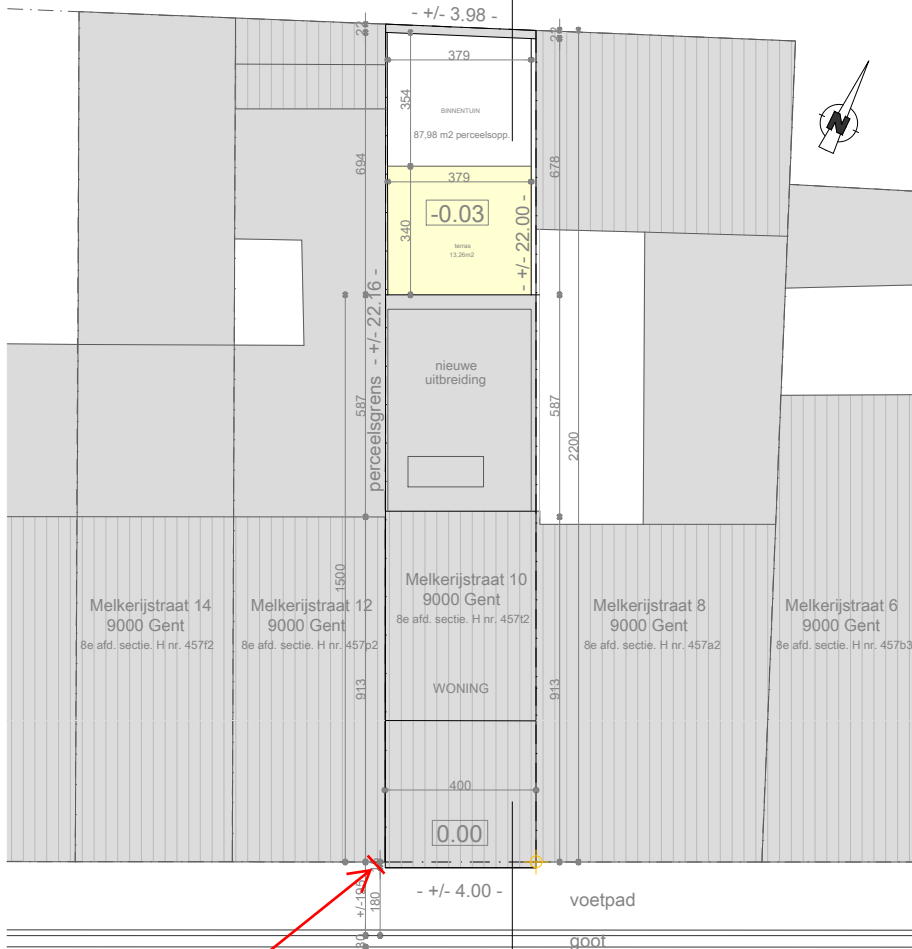 - +/- 3.98 -
22
22
379
354
BINNENTUIN
87,98 m2 perceelsopp.
694
678
N
379
-0.03
340
terras
13,26m2
- +/- 22.00 -
perceelsgrens - +/- 22.16 -
nieuwe
uitbreiding
587
587
2200
1500
Melkerijstraat 14
9000 Gent
8e afd. sectie. H nr. 457f2
Melkerijstraat 12
9000 Gent
8e afd. sectie. H nr. 457p2
Melkerijstraat 10
9000 Gent
8e afd. sectie. H nr. 457t2
Melkerijstraat 8
9000 Gent
8e afd. sectie. H nr. 457a2
Melkerijstraat 6
9000 Gent
8e afd. sectie. H nr. 457b3
WONING
913
913
400
0.00
- +/- 4.00 -
180
voetpad
30
goot